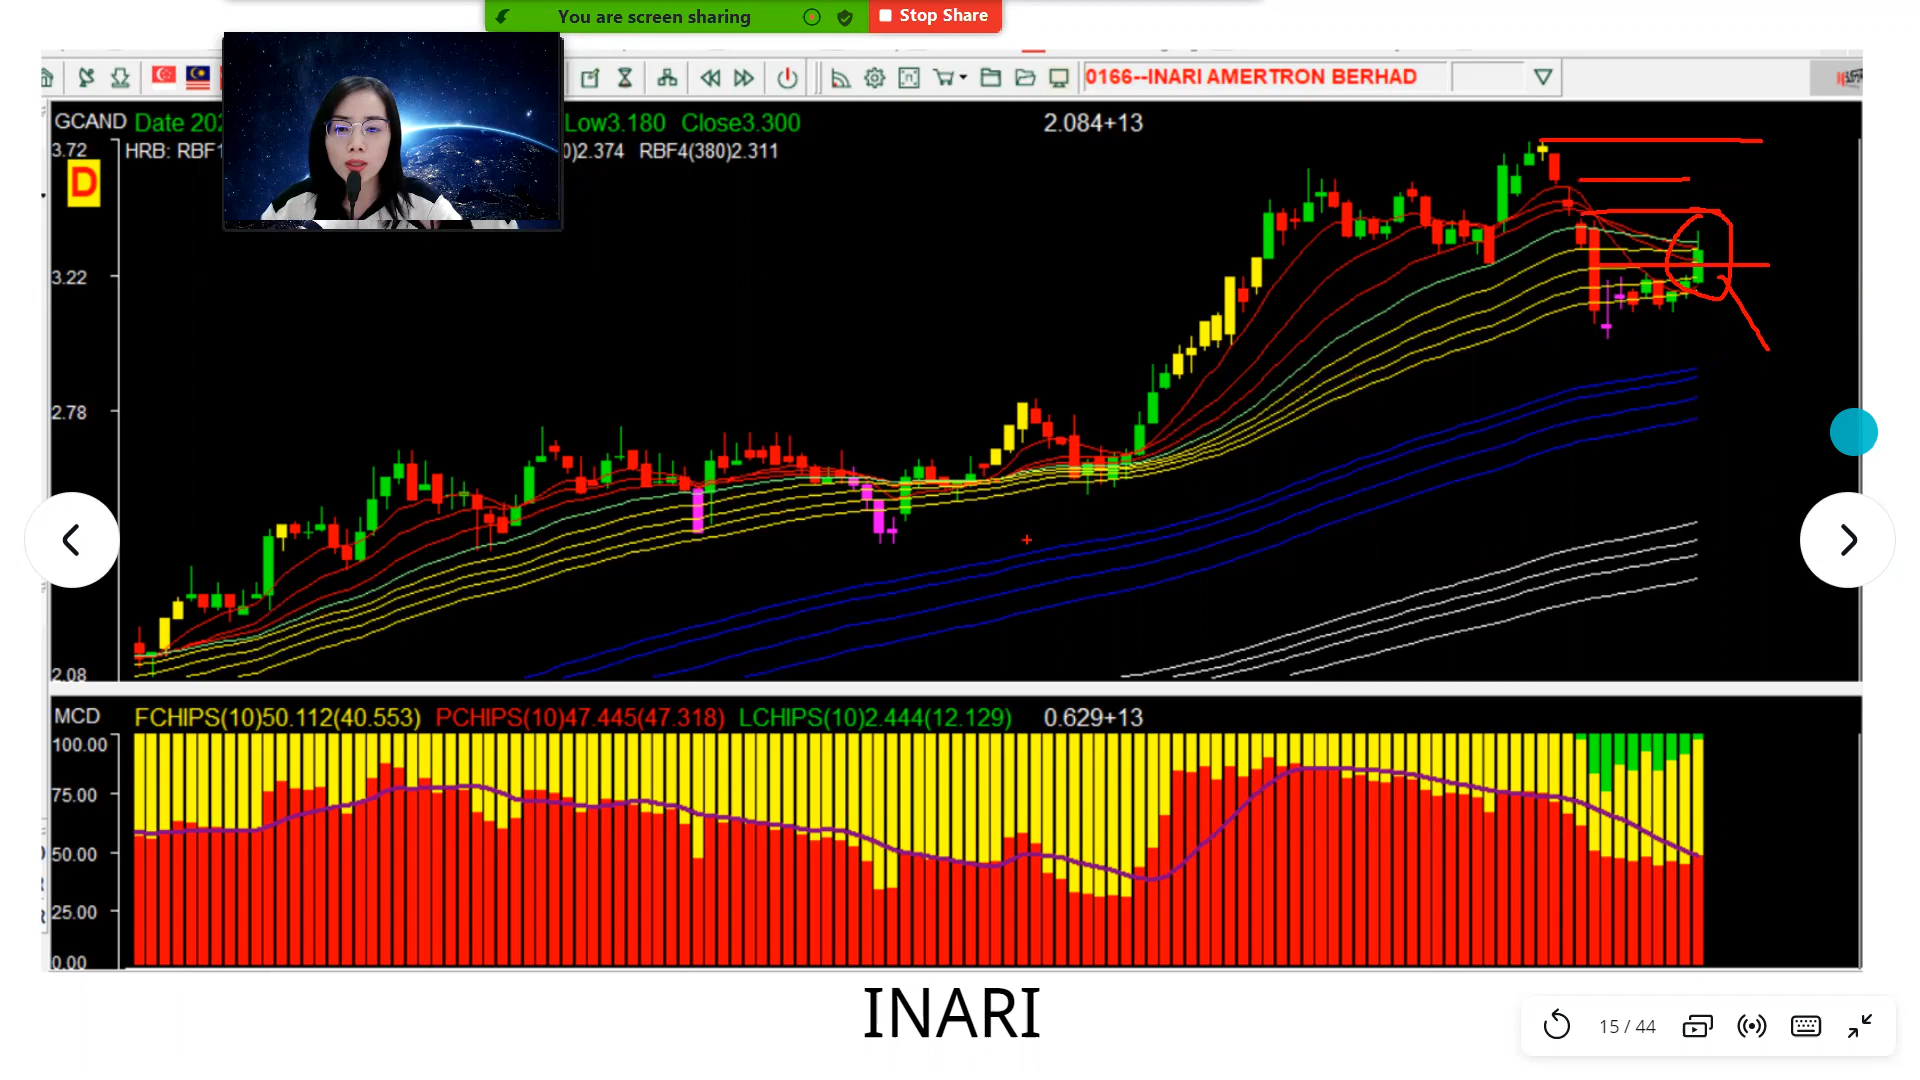 You are screen sharing
Stop Share
0166--INARI AMERTRON BERHAD
GCAND Date Low3.180 Close3.300 2.084+13
3.72 HRB: 2.374 RBF4(380)2.311
D
3.22
2.78
2.08
MCD FCHIPS(10)50.112(40.553) PCHIPS(10)47.445(47.318) LCHIPS(10)2.444(12.129) 0.629+13
100.00
75.00
50.00
25.00
0.00
INARI
15 / 44